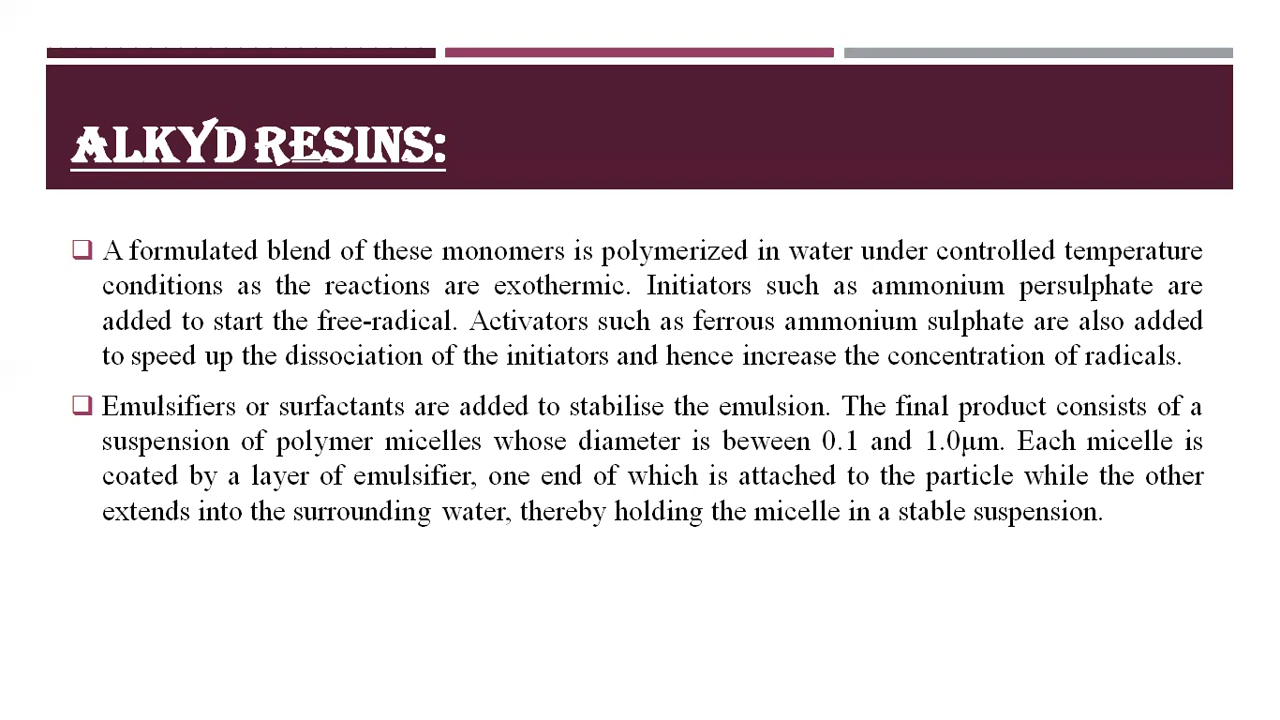 ALKYD RESINS:
❑ A formulated blend of these monomers is polymerized in water under controlled temperature
conditions as the reactions are exothermic. Initiators such as ammonium persulphate are
added to start the free-radical. Activators such as ferrous ammonium sulphate are also added
to speed up the dissociation of the initiators and hence increase the concentration of radicals.
❑ Emulsifiers or surfactants are added to stabilise the emulsion. The final product consists of a
suspension of polymer micelles whose diameter is beween 0.1 and 1.0μm. Each micelle is
coated by a layer of emulsifier, one end of which is attached to the particle while the other
extends into the surrounding water, thereby holding the micelle in a stable suspension.